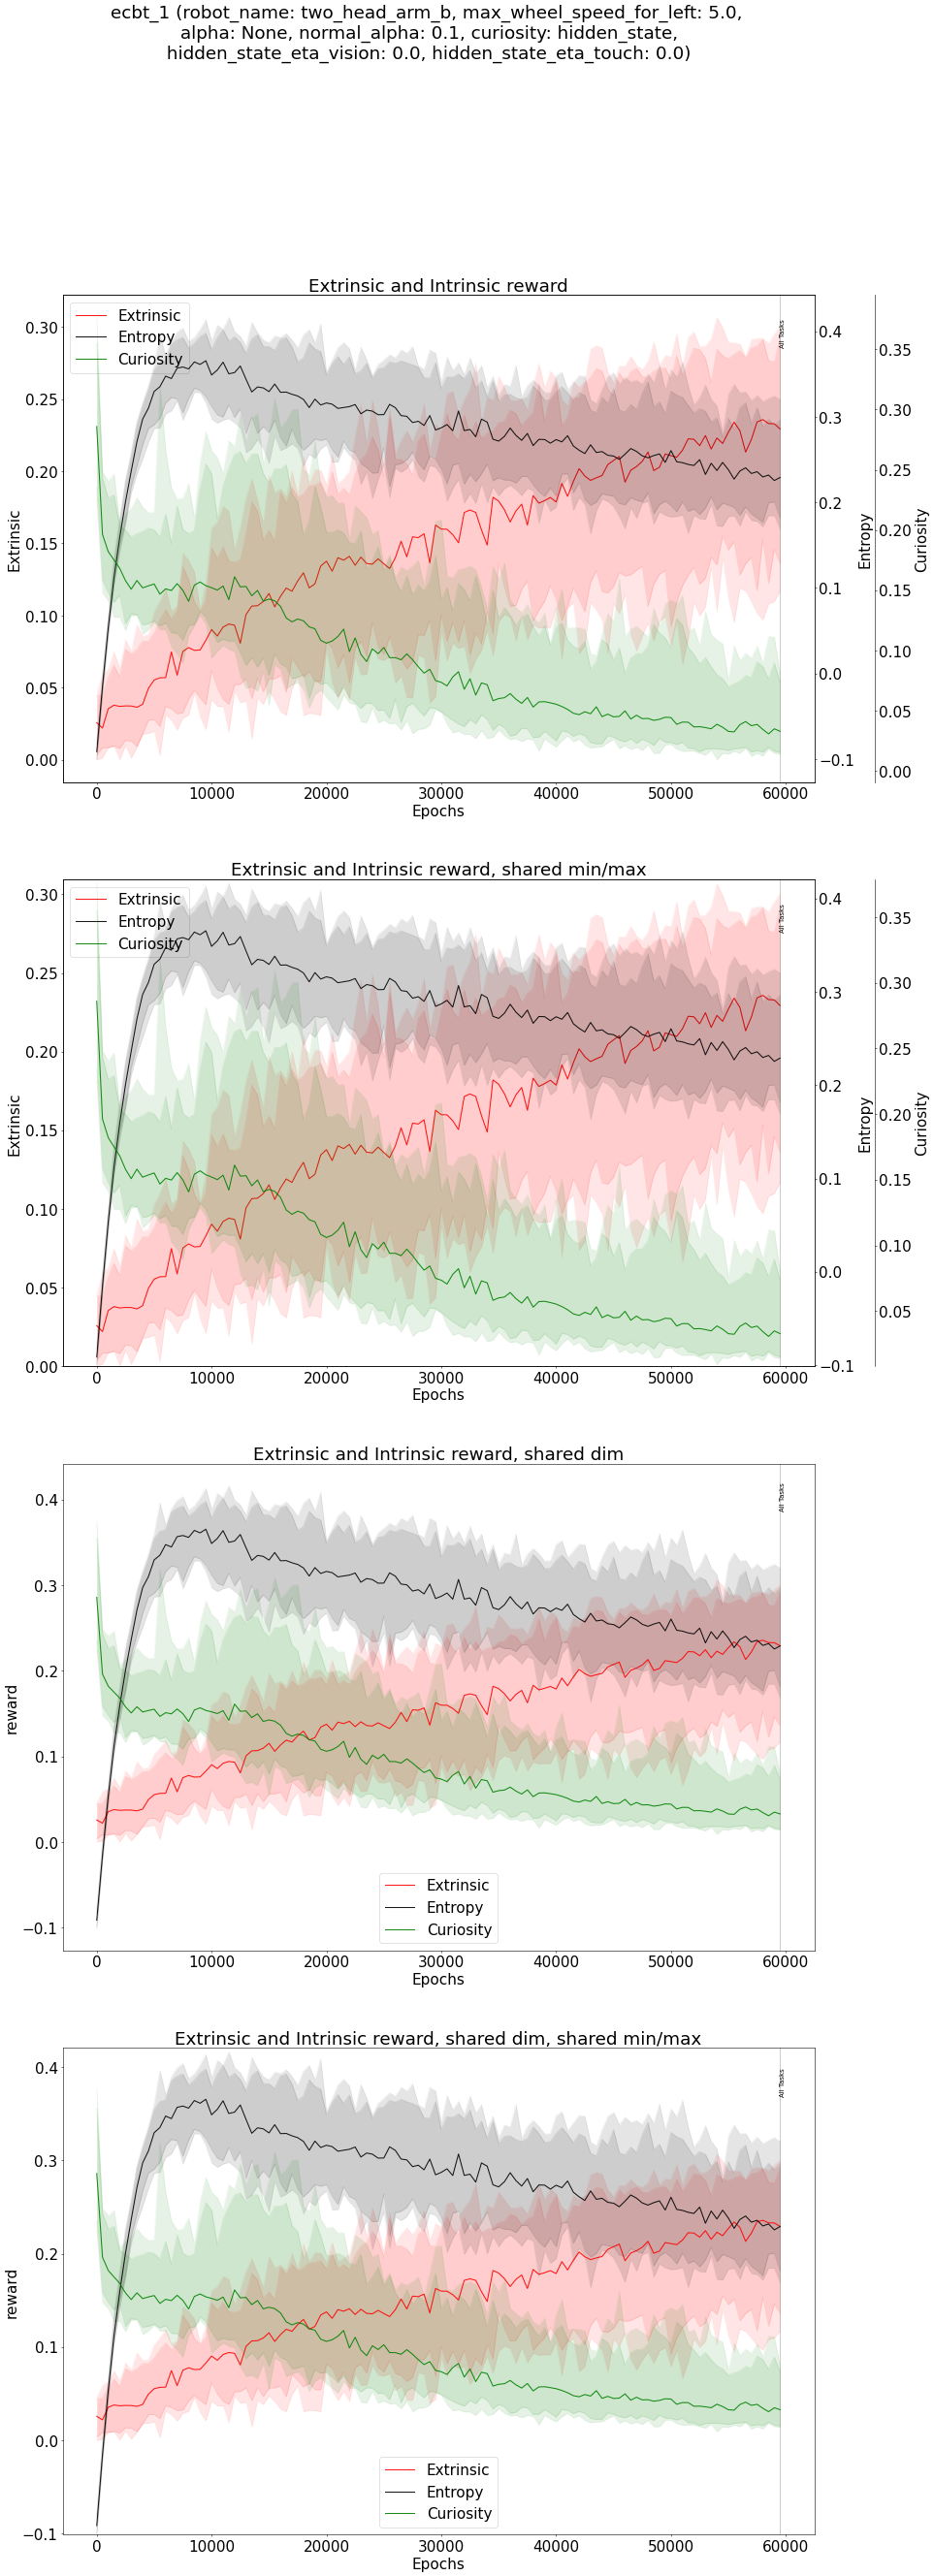 ecbt_1 (robot_name: two_head_arm_b, max_wheel_speed_for_left: 5.0,
alpha: None, normal_alpha: 0.1, curiosity: hidden_state,
hidden_state_eta_vision: 0.0, hidden_state_eta_touch: 0.0)
Extrinsic and Intrinsic reward
Extrinsic
Entropy
Curiosity
All Tasks
0.30
0.25
0.20
0.15
0.10
0.05
0.00
Extrinsic
0.4
0.3
0.2
0.1
0.0
−0.1
Entropy
0.35
0.30
0.25
0.20
0.15
0.10
0.05
0.00
Curiosity
0 10000 20000 30000 40000 50000 60000
Epochs
Extrinsic and Intrinsic reward, shared min/max
Extrinsic
Entropy
Curiosity
All Tasks
0.30
0.25
0.20
0.15
0.10
0.05
0.00
Extrinsic
0.4
0.3
0.2
0.1
0.0
−0.1
Entropy
0.35
0.30
0.25
0.20
0.15
0.10
0.05
Curiosity
0 10000 20000 30000 40000 50000 60000
Epochs
Extrinsic and Intrinsic reward, shared dim
All Tasks
0.4
0.3
0.2
0.1
0.0
−0.1
reward
Extrinsic
Entropy
Curiosity
0 10000 20000 30000 40000 50000 60000
Epochs
Extrinsic and Intrinsic reward, shared dim, shared min/max
All Tasks
0.4
0.3
0.2
0.1
0.0
−0.1
reward
Extrinsic
Entropy
Curiosity
0 10000 20000 30000 40000 50000 60000
Epochs